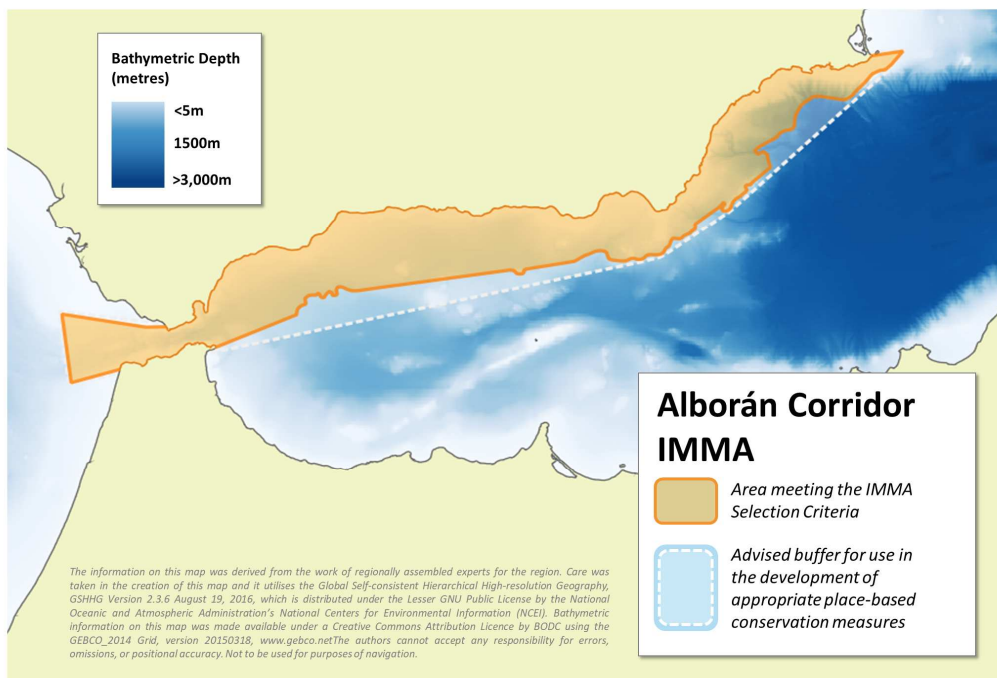 Bathymetric Depth
(metres)
<5m
1500m
>3,000m
Alborán Corridor
IMMA
Area meeting the IMMA
Selection Criteria
Advised buffer for use in
the development of
appropriate place-based
conservation measures
The information on this map was derived from the work of regionally assembled experts for the region. Care was
taken in the creation of this map and it utilises the Global Self-consistent Hierarchical High-resolution Geography,
GSHHG Version 2.3.6 August 19, 2016, which is distributed under the Lesser GNU Public License by the National
Oceanic and Atmospheric Administration's National Centers for Environmental Information (NCEI). Bathymetric
information on this map was made available under a Creative Commons Attribution Licence by BODC using the
GEBCO_2014 Grid, version 20150318, www.gebco.netThe authors cannot accept any responsibility for errors,
omissions, or positional accuracy. Not to be used for purposes of navigation.